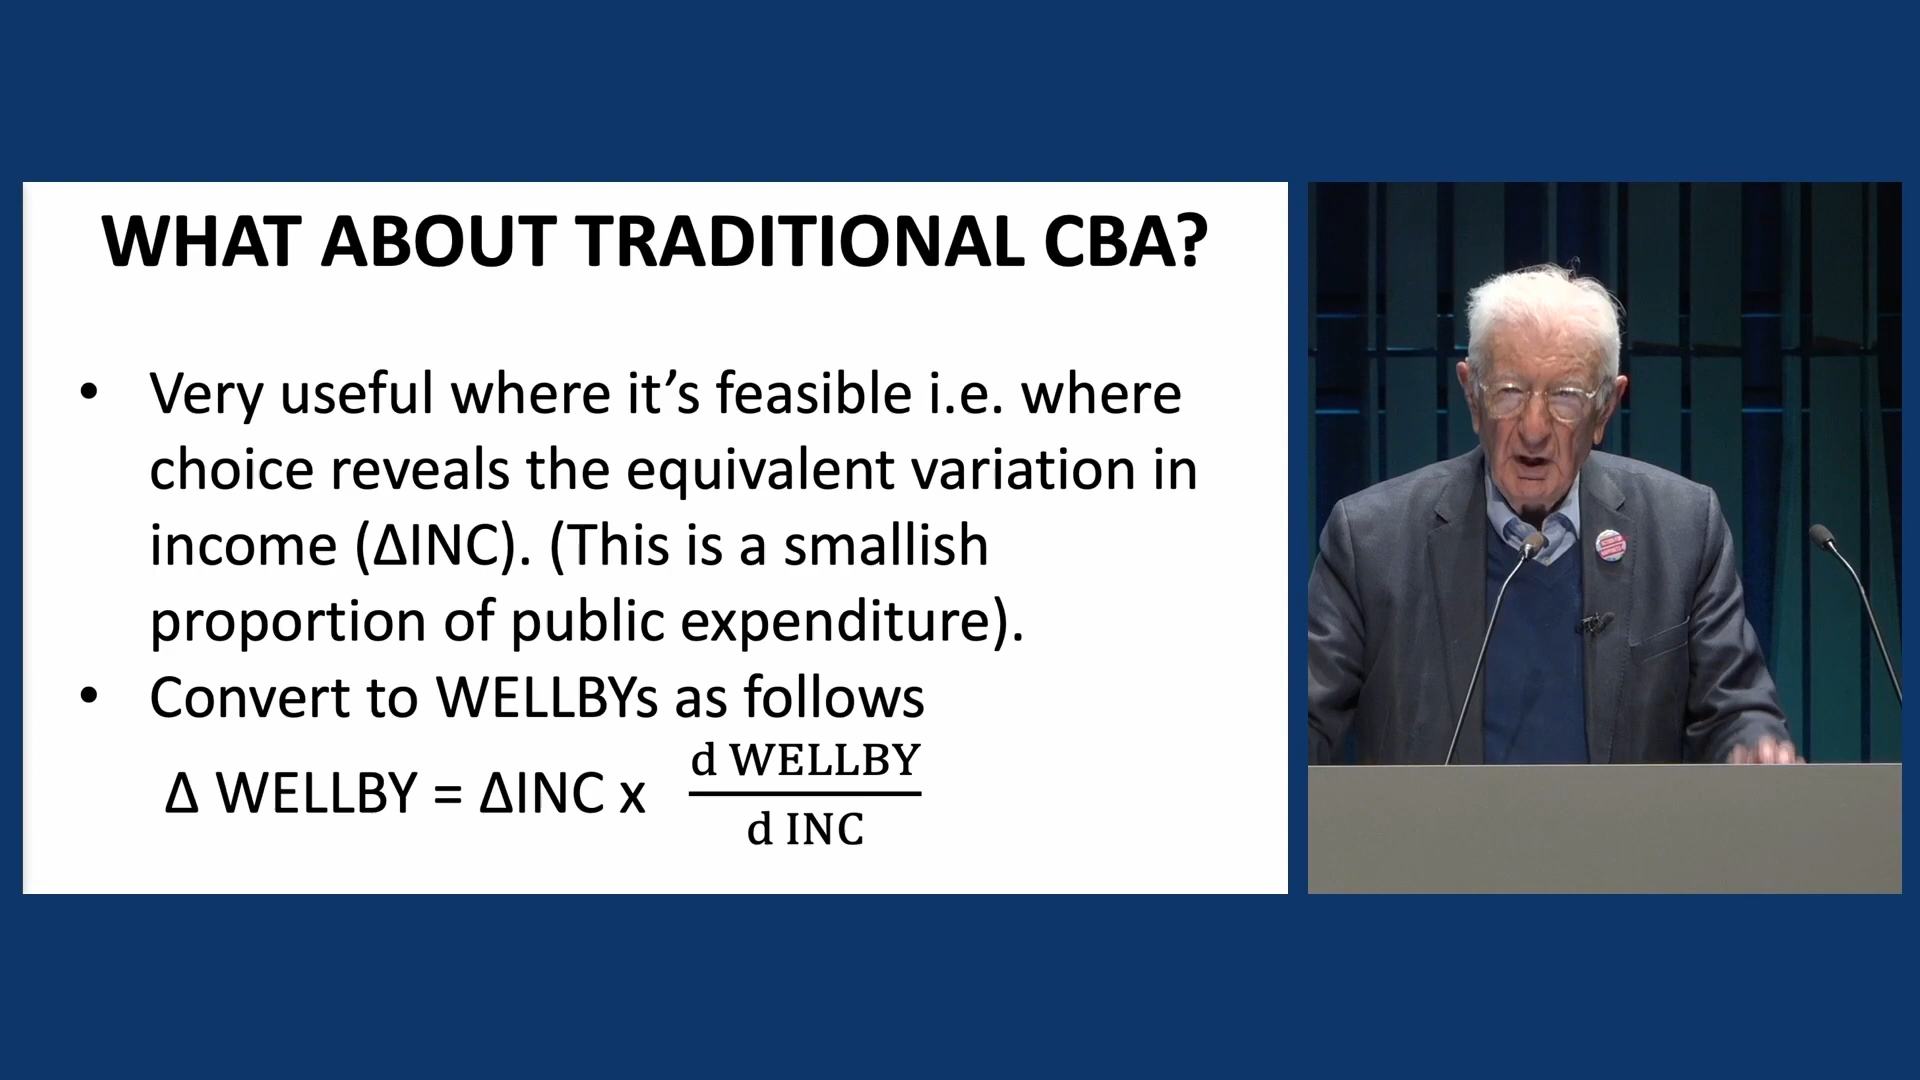 WHAT ABOUT TRADITIONAL CBA?
• Very useful where it’s feasible i.e. where
choice reveals the equivalent variation in
income (ΔINC). (This is a smallish
proportion of public expenditure).
• Convert to WELLBYs as follows
Δ WELLBY = ΔINC x
d WELLBY
d INC